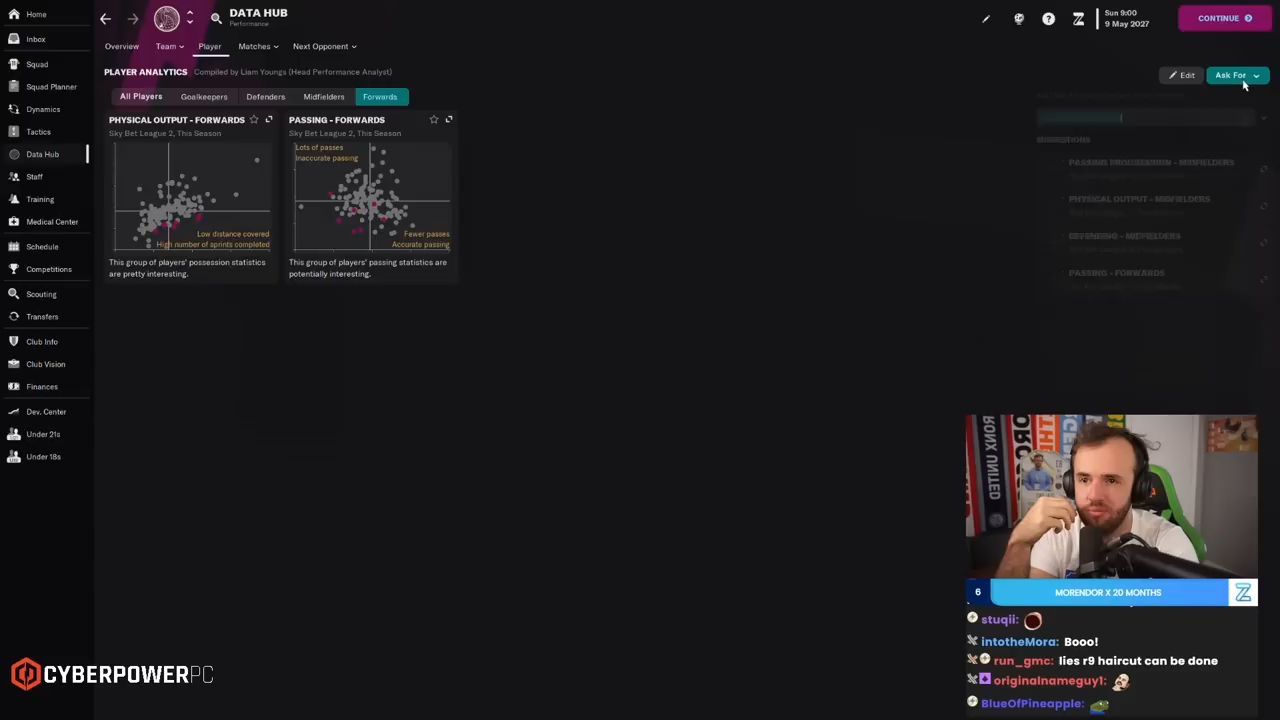 Home
Inbox
Squad
Squad Planner
Dynamics
Tactics
Data Hub
Staff
Training
Medical Center
Schedule
Competitions
Scouting
Transfers
Club Info
Club Vision
Finances
Dev. Center
Under 21s
Under 18s
DATA HUB
Performance
Sun 9:00
9 May 2027
CONTINUE
Overview
Team
Player
Matches
Next Opponent
PLAYER ANALYTICS
Compiled by Liam Youngs (Head Performance Analyst)
Edit
Ask For
All Players
Goalkeepers
Defenders
Midfielders
Forwards
PHYSICAL OUTPUT - FORWARDS
Sky Bet League 2, This Season
Low distance covered
High number of sprints completed
This group of players' possession statistics
are pretty interesting.
PASSING - FORWARDS
Sky Bet League 2, This Season
Lots of passes
Inaccurate passing
Fewer passes
Accurate passing
This group of players' passing statistics are
potentially interesting.
SUGGESTIONS
PASSING PROGRESSION - MIDFIELDERS
PHYSICAL OUTPUT - MIDFIELDERS
DEFENDING - MIDFIELDERS
PASSING - FORWARDS
BRONX UNITED
6
MORENDOR X 20 MONTHS
stuqii:
intotheMora: Booo!
run_gmc: lies r9 haircut can be done
originalnameguy1:
BlueOfPineapple:
CYBERPOWERPC